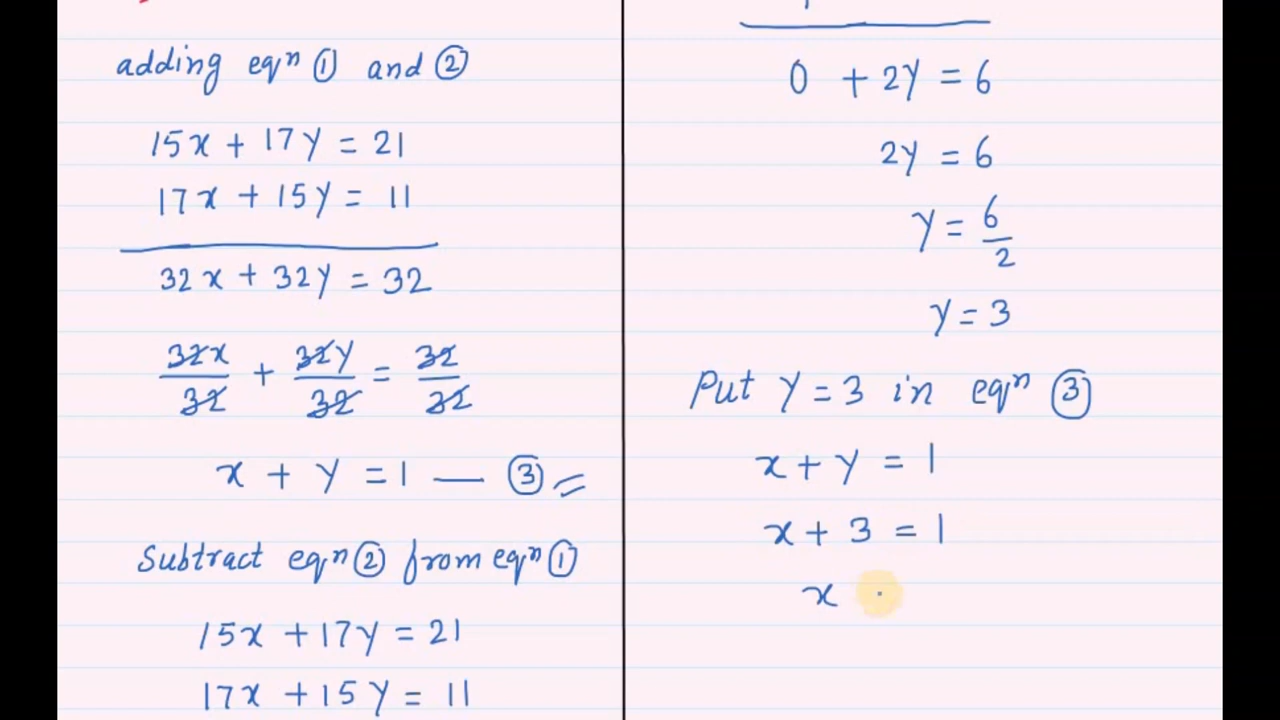 adding eqⁿ ① and ②
15x + 17y = 21
17x + 15y = 11
32x + 32y = 32
32x/32 + 32y/32 = 32/32
x + y = 1 — ③
Subtract eqⁿ ② from eqⁿ ①
15x + 17y = 21
17x + 15y = 11
0 + 2y = 6
2y = 6
y = 6/2
y = 3
Put y = 3 in eqⁿ ③
x + y = 1
x + 3 = 1
x